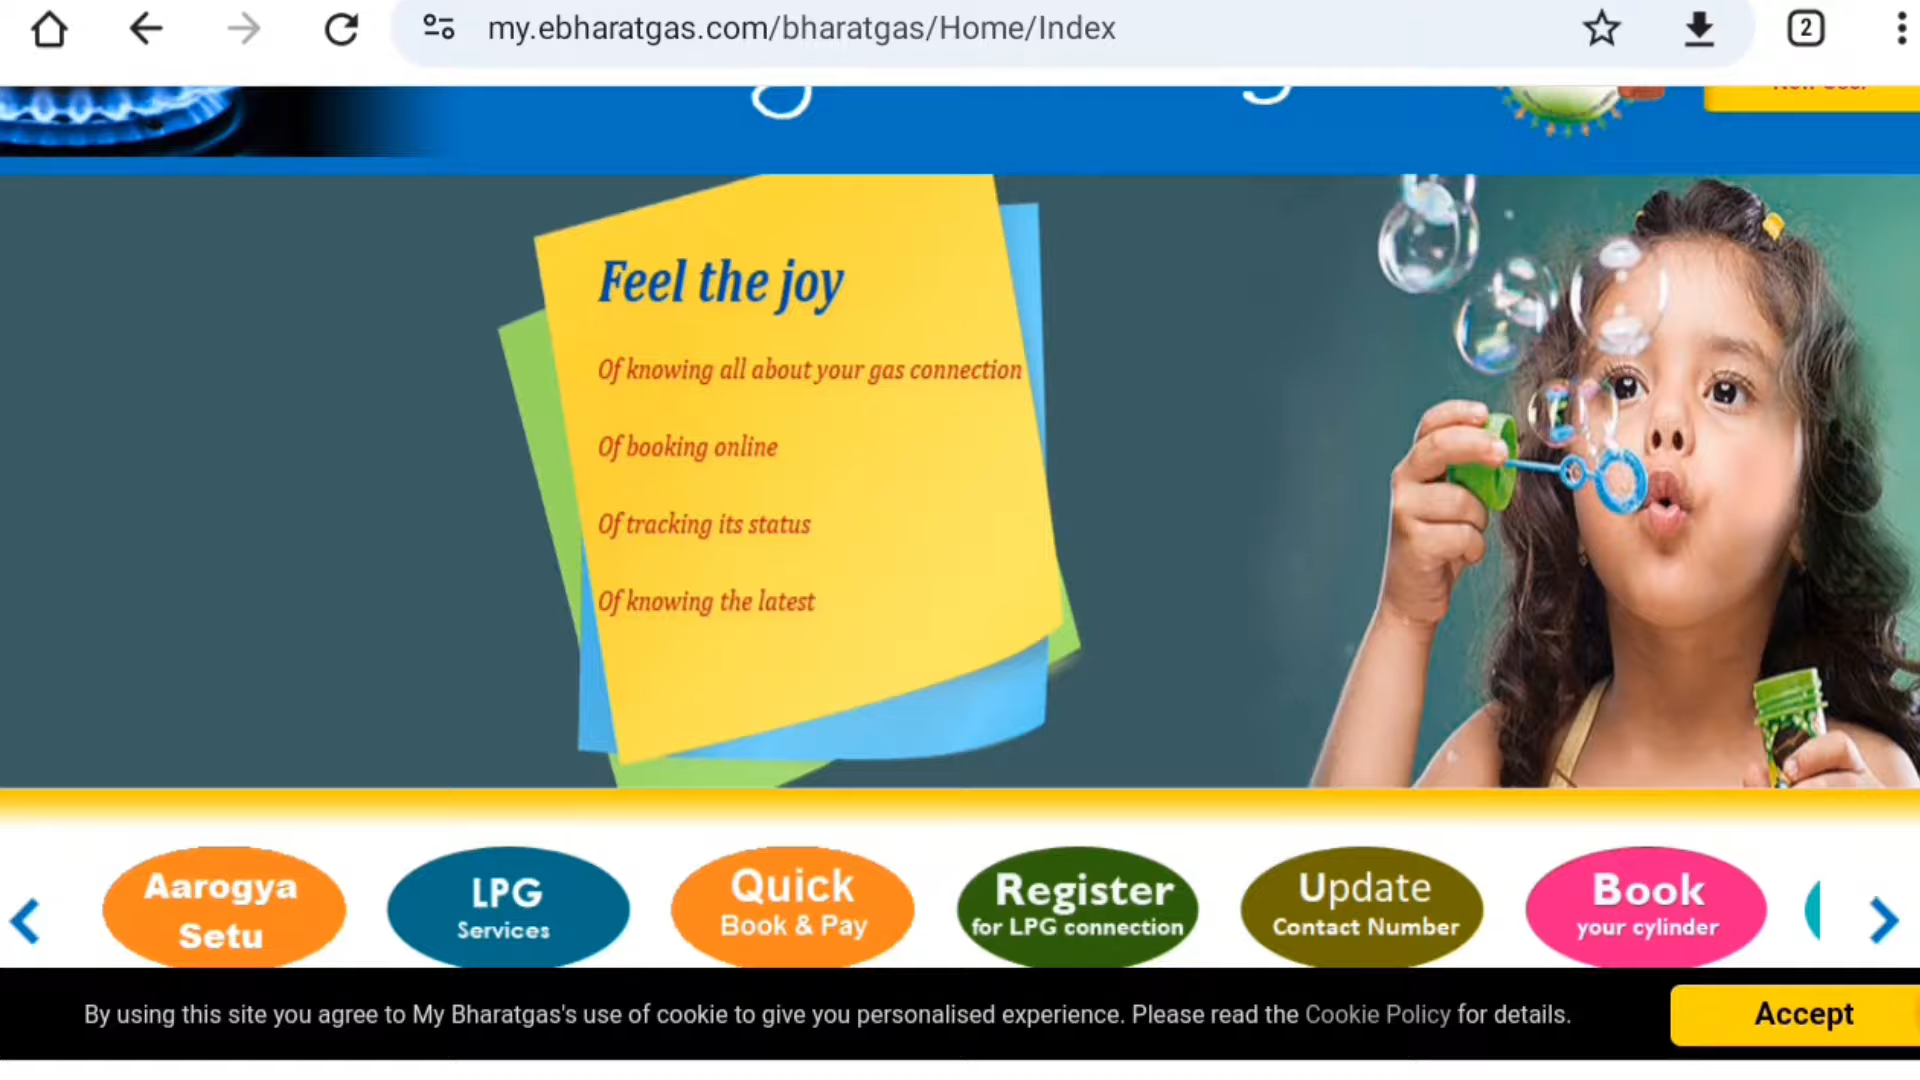 2
my.ebharatgas.com/bharatgas/Home/Index
Feel the joy
Of knowing all about your gas connection
Of booking online
Of tracking its status
Of knowing the latest
Aarogya
Setu
LPG
Services
Quick
Book & Pay
Register
for LPG connection
Update
Contact Number
Book
your cylinder
By using this site you agree to My Bharatgas's use of cookie to give you personalised experience. Please read the Cookie Policy for details.
Accept